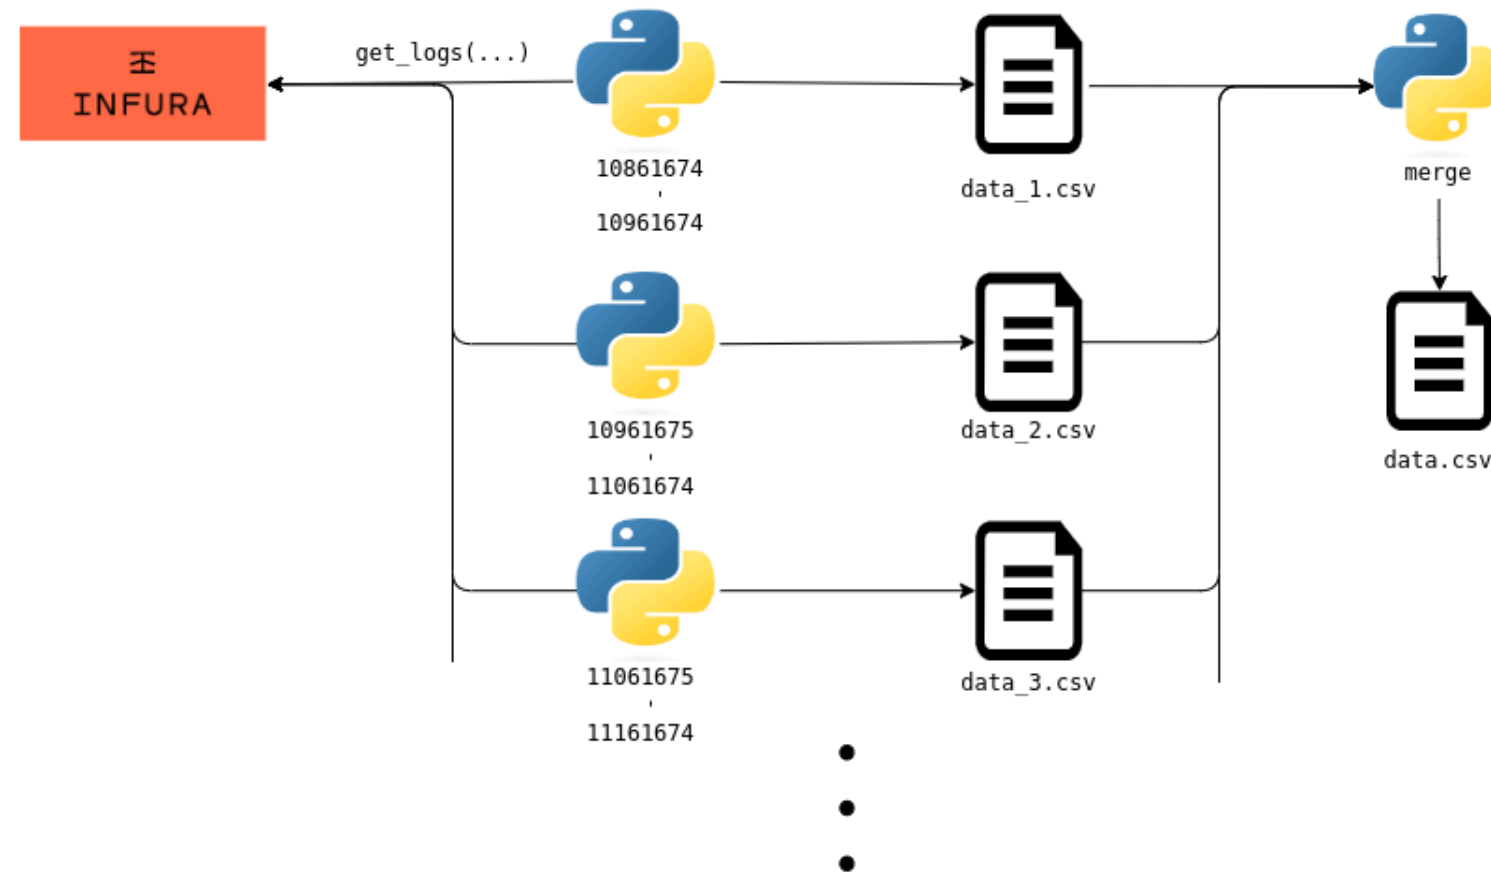 INFURA
get_logs(...)
10861674
-
10961674
data_1.csv
merge
10961675
-
11061674
data_2.csv
data.csv
11061675
-
11161674
data_3.csv